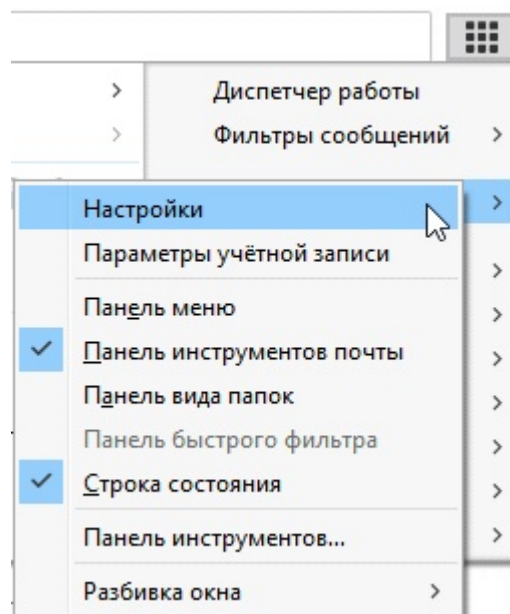 Диспетчер работы
Фильтры сообщений
Настройки
Параметры учётной записи
Панель меню
Панель инструментов почты
Панель вида папок
Панель быстрого фильтра
Строка состояния
Панель инструментов...
Разбивка окна